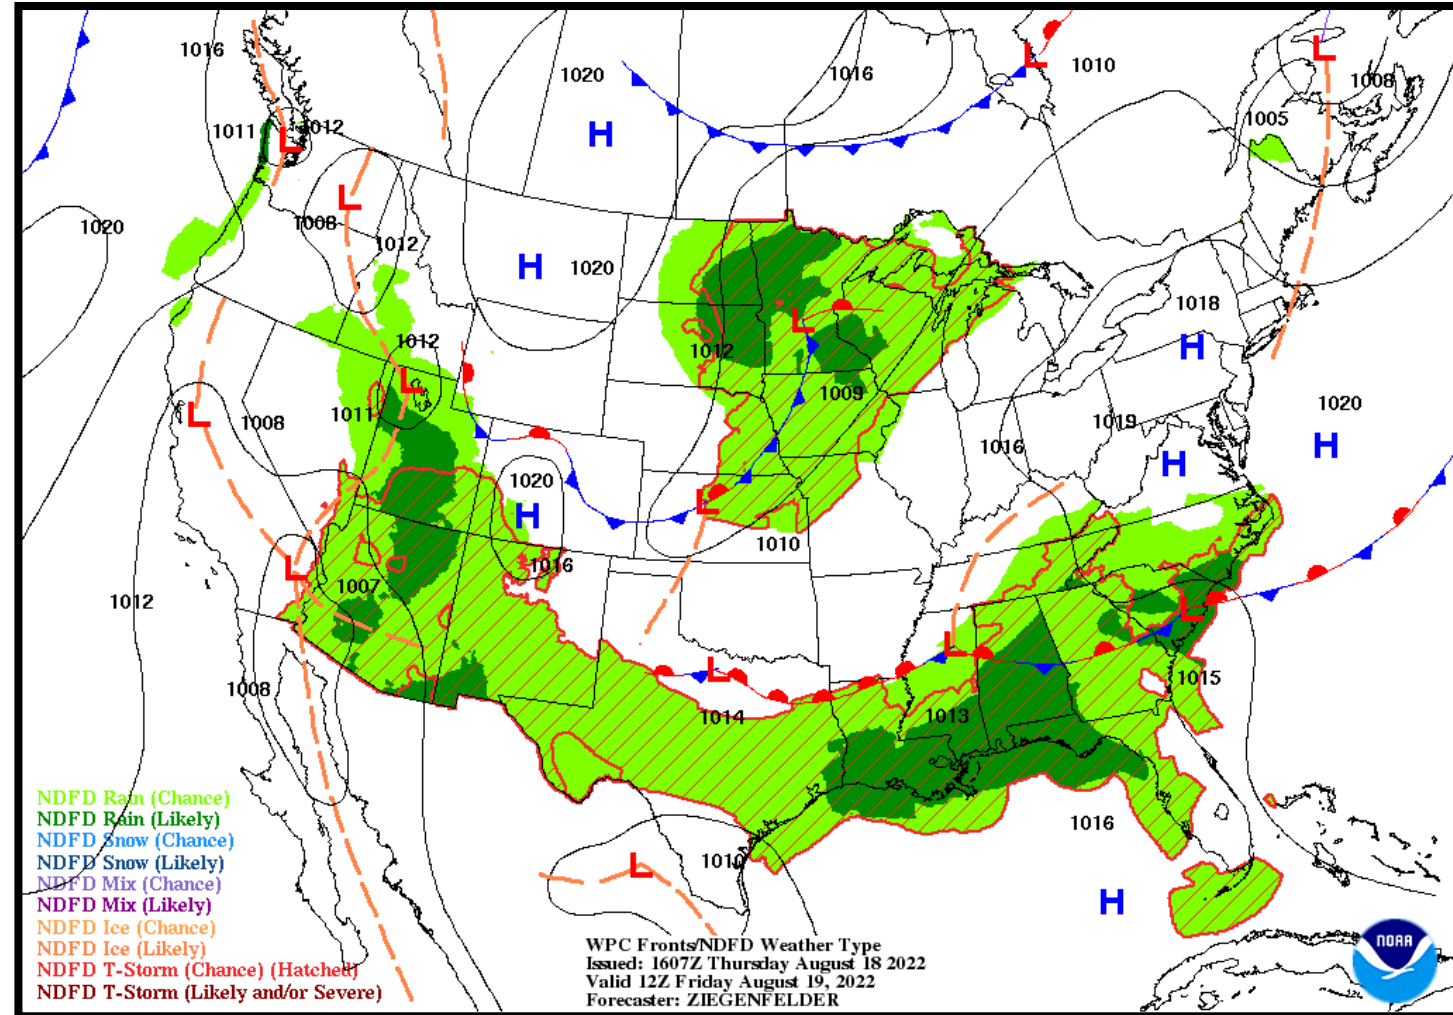 1016
1020
1016
1010
1008
1011
1012
1005
H
L
L
L
L
1020
1008
1012
H
1020
1018
H
1012
1012
L
L
1009
1011
L
L
1008
1016
1019
1020
H
H
1020
H
L
1010
1016
L
1007
1012
L
L
L
1008
1014
1013
1015
1016
1010
L
H
NDFD Rain (Chance)
NDFD Rain (Likely)
NDFD Snow (Chance)
NDFD Snow (Likely)
NDFD Mix (Chance)
NDFD Mix (Likely)
NDFD Ice (Chance)
NDFD Ice (Likely)
NDFD T-Storm (Chance) (Hatched)
NDFD T-Storm (Likely and/or Severe)
WPC Fronts/NDFD Weather Type
Issued: 1607Z Thursday August 18 2022
Valid 12Z Friday August 19, 2022
Forecaster: ZIEGENFELDER
NOAA